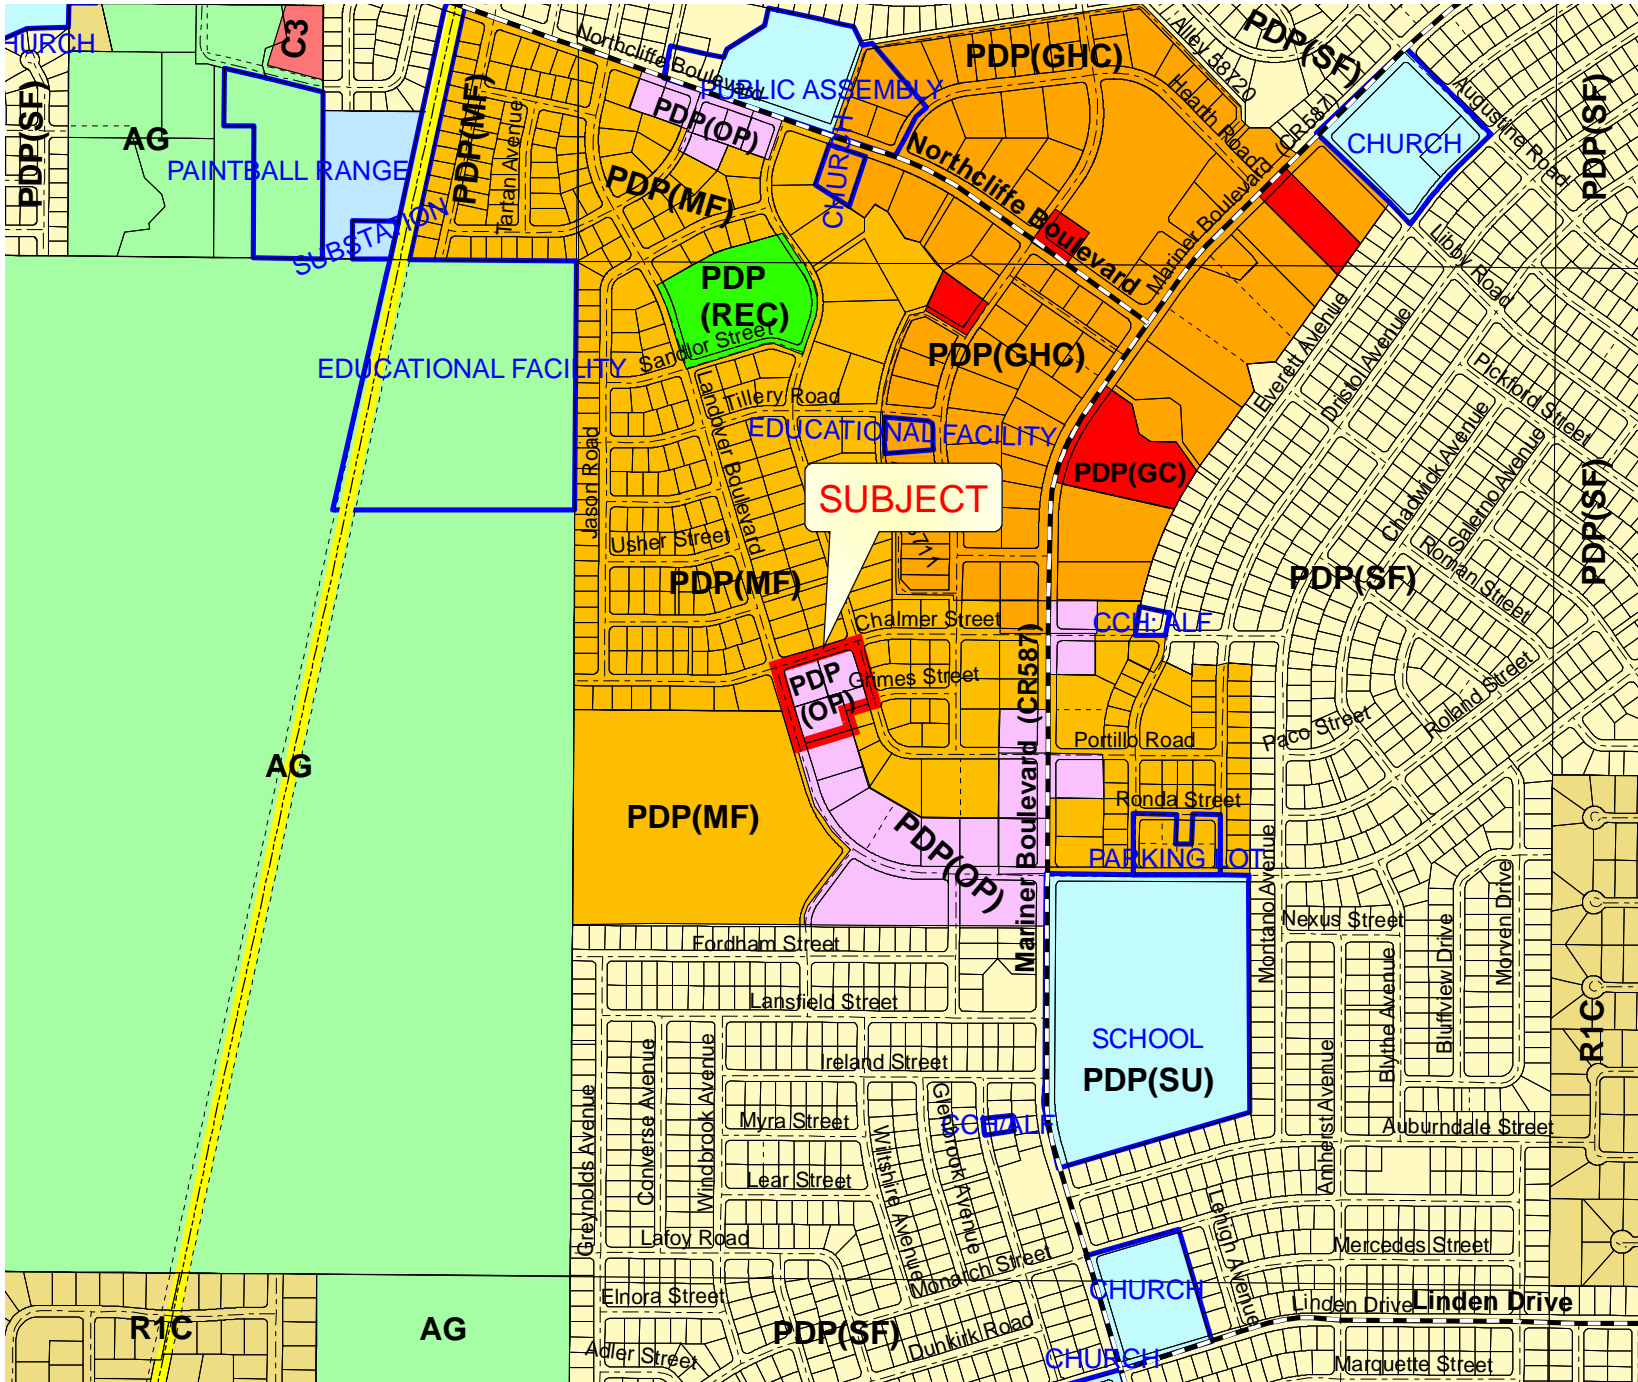 HURCH
C3
PDP(SF)
AG
PAINTBALL RANGE
SUBSTATION
PDP(MF)
Tartan Avenue
Northcliffe Boulevard
PUBLIC ASSEMBLY
PDP(OP)
PDP(MF)
CHURCH
PDP(GHC)
Alley 58720
Hearth Road
PDP(SF)
(CR587)
Mariner Boulevard
CHURCH
Augustine Road
PDP(SF)
Northcliffe Boulevard
Libby Road
PDP
(REC)
Sandlor Street
EDUCATIONAL FACILITY
PDP(GHC)
Everett Avenue
Dristol Avenue
Pickford Street
Landover Boulevard
Tillery Road
EDUCATIONAL FACILITY
PDP(GC)
Chadwick Avenue
Salerno Avenue
Jason Road
SUBJECT
5711
Usher Street
PDP(MF)
Roman Street
PDP(SF)
PDP(SF)
Chalmer Street
CCH: ALF
Grimes Street
PDP
(OP)
Mariner Boulevard (CR587)
Portillo Road
Paco Street
Roland Street
AG
PDP(MF)
Ronda Street
PDP(OP)
PARKING LOT
Montano Avenue
Nexus Street
Morven Drive
Bluffview Drive
Blythe Avenue
Fordham Street
Lansfield Street
SCHOOL
PDP(SU)
R1C
Ireland Street
Greynolds Avenue
Converse Avenue
Windbrook Avenue
Myra Street
Glenbrook Avenue
CCH/ALF
Wiltshire Avenue
Amherst Avenue
Auburndale Street
Lear Street
Lafoy Road
Monarch Street
Lehigh Avenue
Mercedes Street
Elnora Street
CHURCH
Linden Drive
Linden Drive
R1C
AG
PDP(SF)
Dunkirk Road
Adler Street
CHURCH
Marquette Street